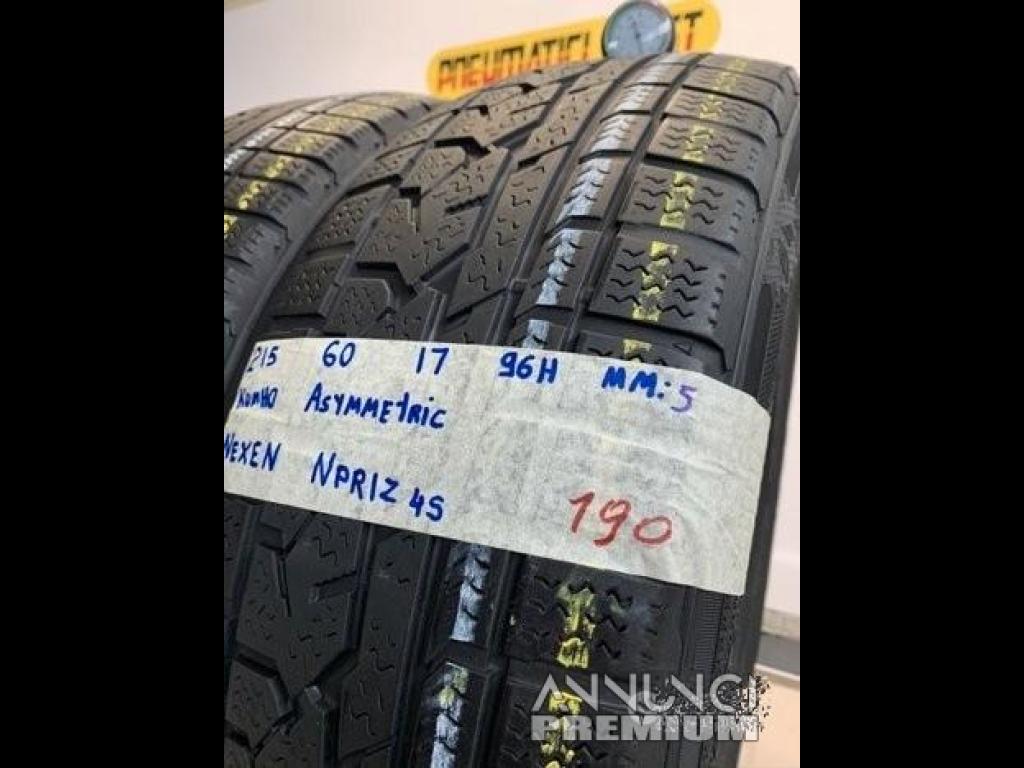 PNEUMATICI
215 60 17 96H MM:5
KUMHO ASYMMETRIC
NEXEN NPRIZ 4S
190
ANNUNCI
PREMIUM